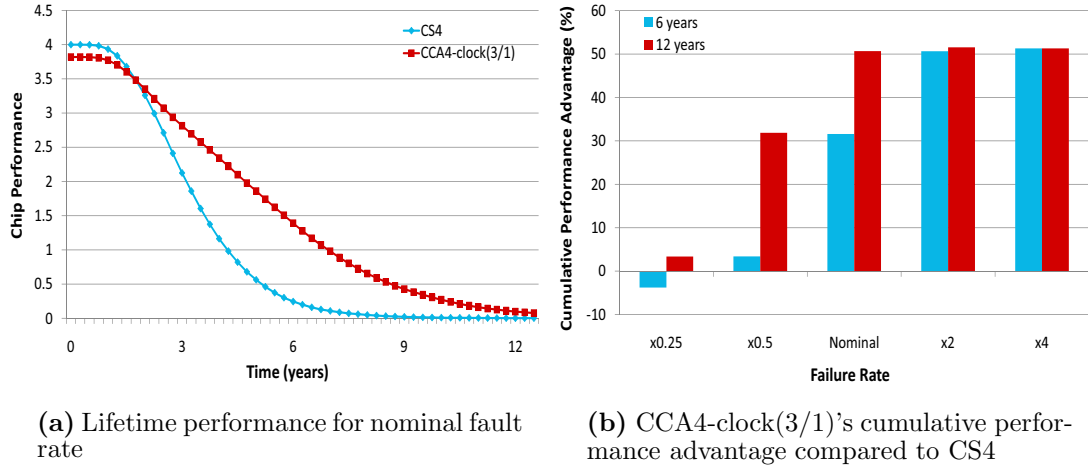 4.5
4
3.5
3
2.5
2
1.5
1
0.5
0
Chip Performance
CS4
CCA4-clock(3/1)
0 3 6 9 12
Time (years)
(a) Lifetime performance for nominal fault
rate
60
50
40
30
20
10
0
-10
Cumulative Performance Advantage (%)
6 years
12 years
x0.25 x0.5 Nominal x2 x4
Failure Rate
(b) CCA4-clock(3/1)'s cumulative perfor-
mance advantage compared to CS4